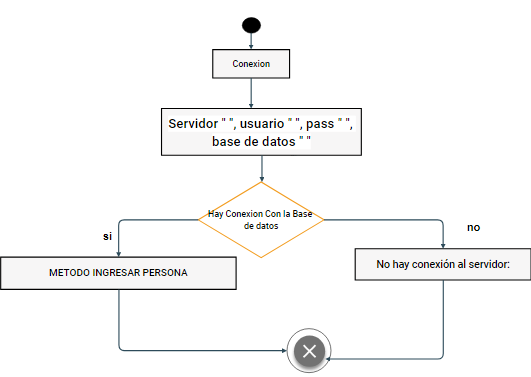 Conexion
Servidor " ", usuario " ", pass " ",
base de datos " "
Hay Conexion Con la Base
de datos
si
no
METODO INGRESAR PERSONA
No hay conexión al servidor: